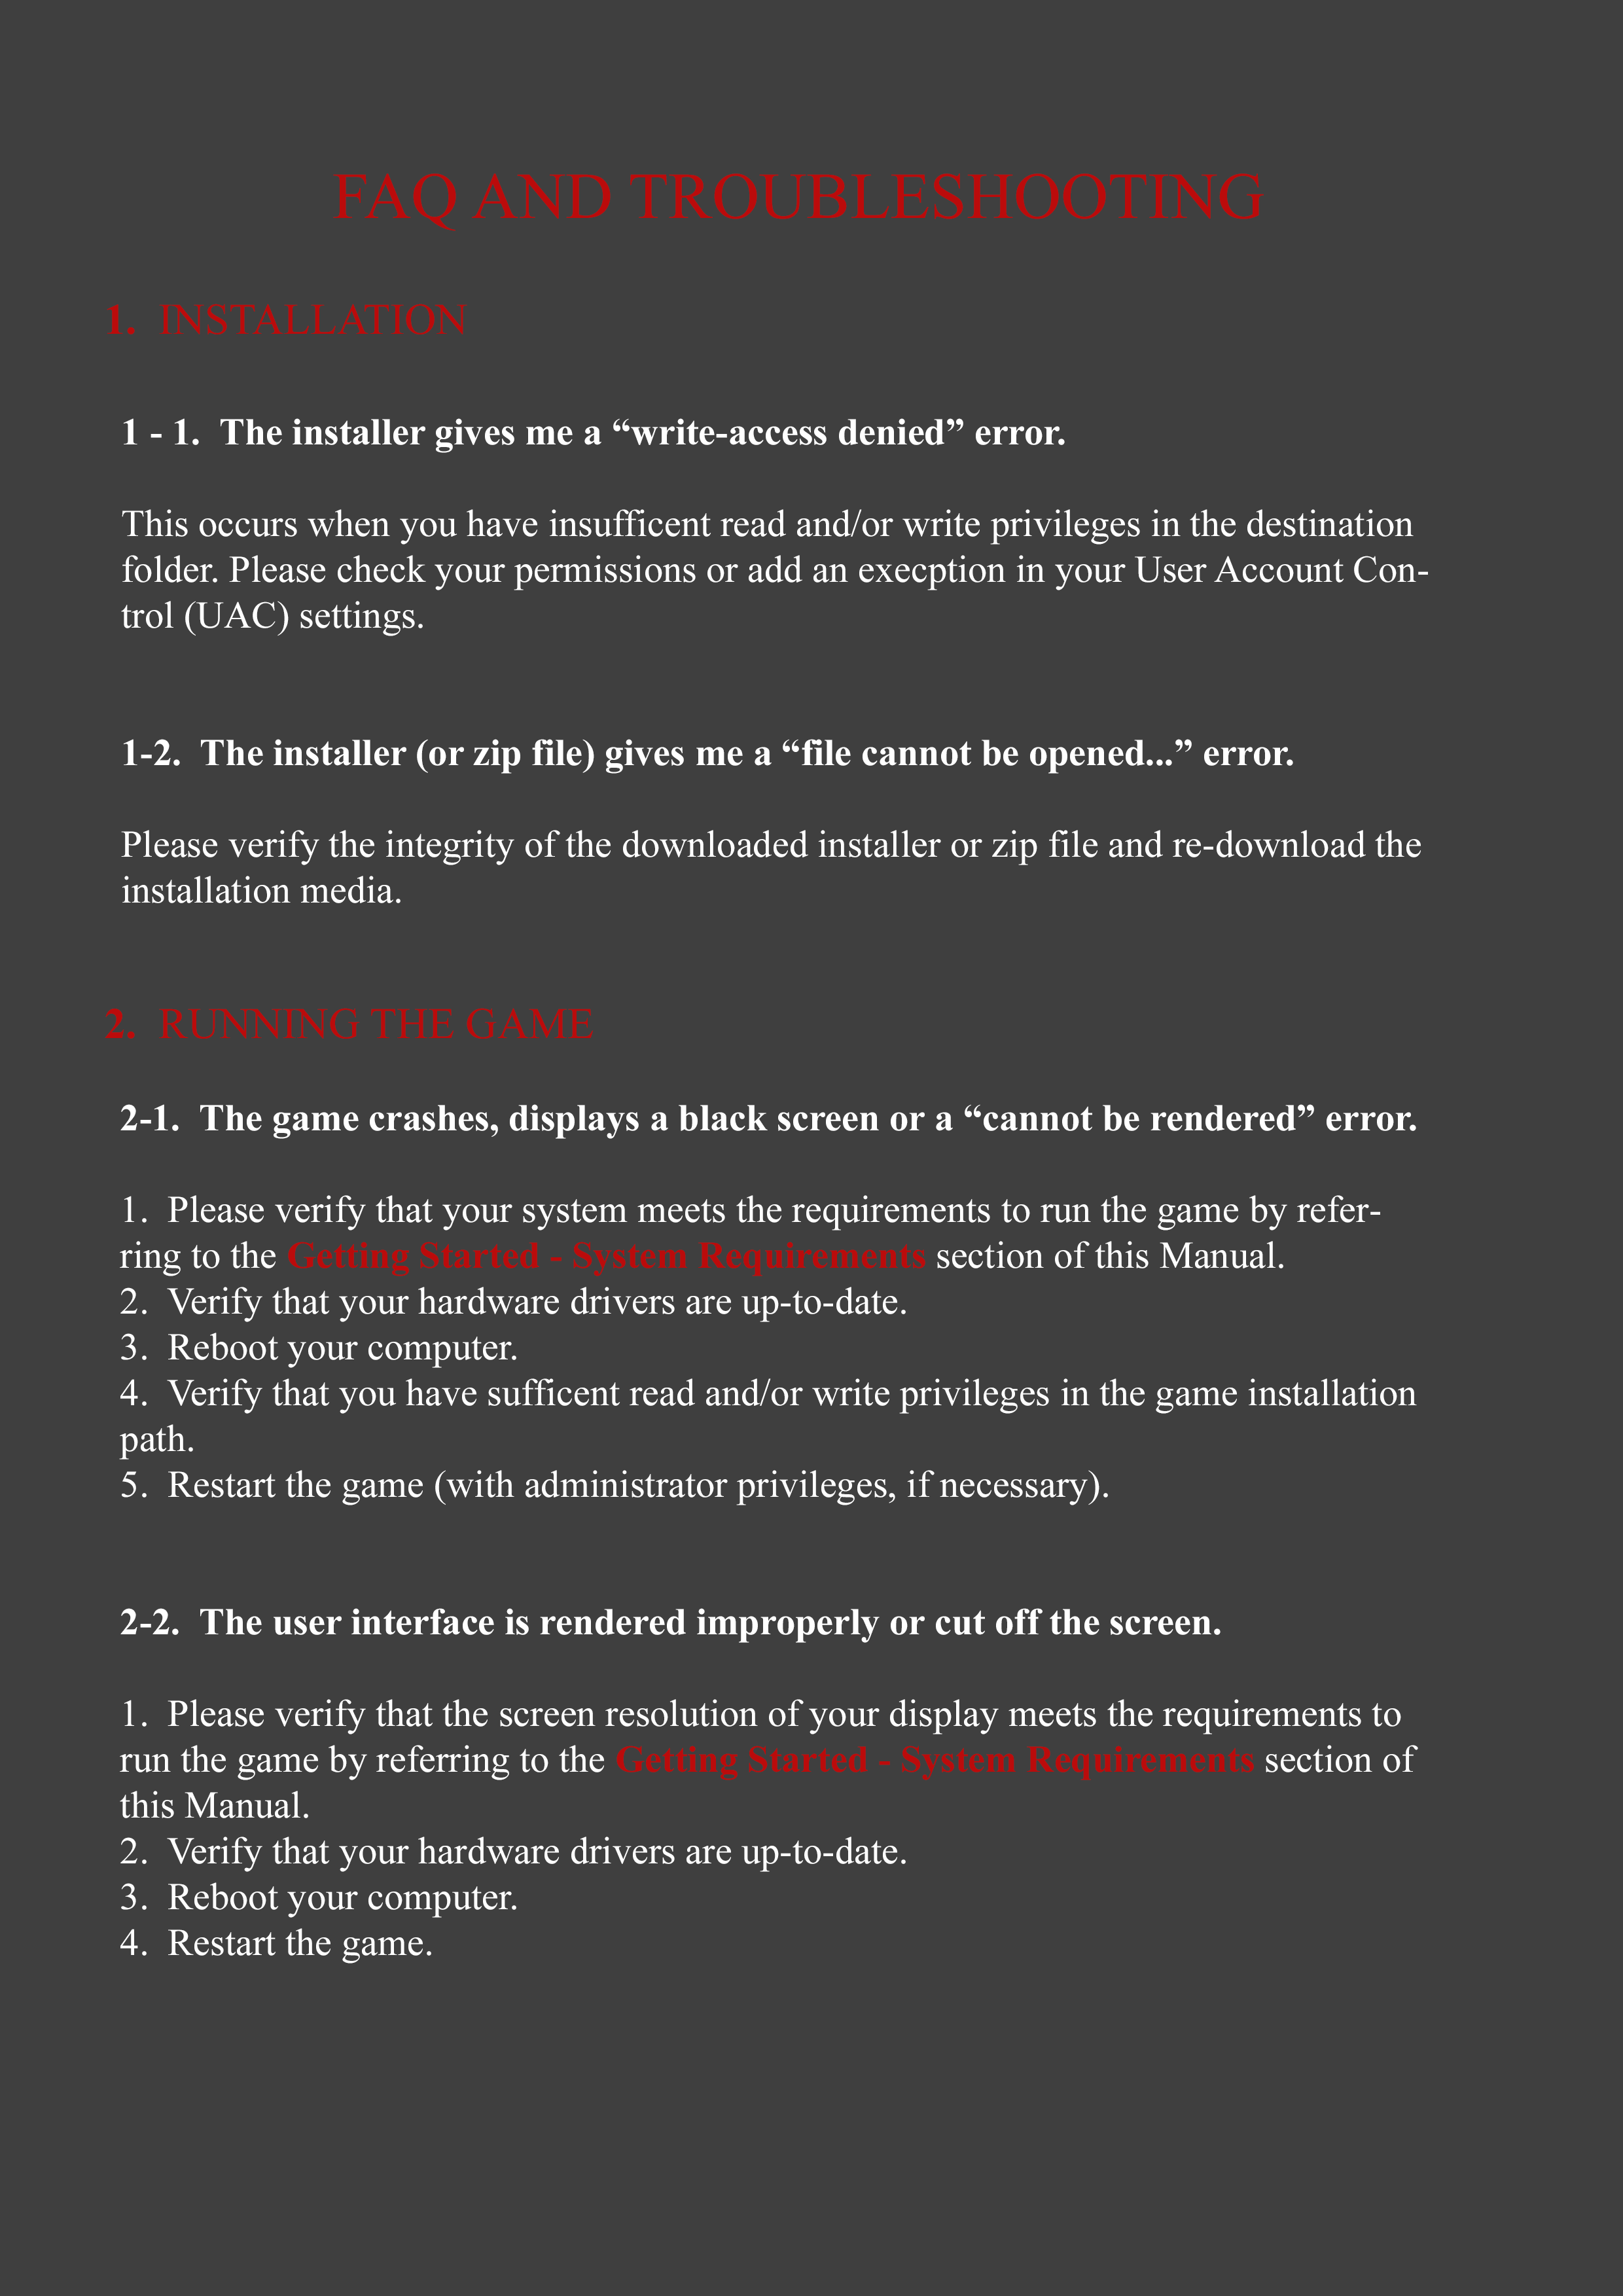 FAQ AND TROUBLESHOOTING
1. INSTALLATION
1 - 1. The installer gives me a “write-access denied” error.
This occurs when you have insufficent read and/or write privileges in the destination
folder. Please check your permissions or add an execption in your User Account Con-
trol (UAC) settings.
1-2. The installer (or zip file) gives me a “file cannot be opened...” error.
Please verify the integrity of the downloaded installer or zip file and re-download the
installation media.
2. RUNNING THE GAME
2-1. The game crashes, displays a black screen or a “cannot be rendered” error.
1. Please verify that your system meets the requirements to run the game by refer-
ring to the Getting Started - System Requirements section of this Manual.
2. Verify that your hardware drivers are up-to-date.
3. Reboot your computer.
4. Verify that you have sufficent read and/or write privileges in the game installation
path.
5. Restart the game (with administrator privileges, if necessary).
2-2. The user interface is rendered improperly or cut off the screen.
1. Please verify that the screen resolution of your display meets the requirements to
run the game by referring to the Getting Started - System Requirements section of
this Manual.
2. Verify that your hardware drivers are up-to-date.
3. Reboot your computer.
4. Restart the game.